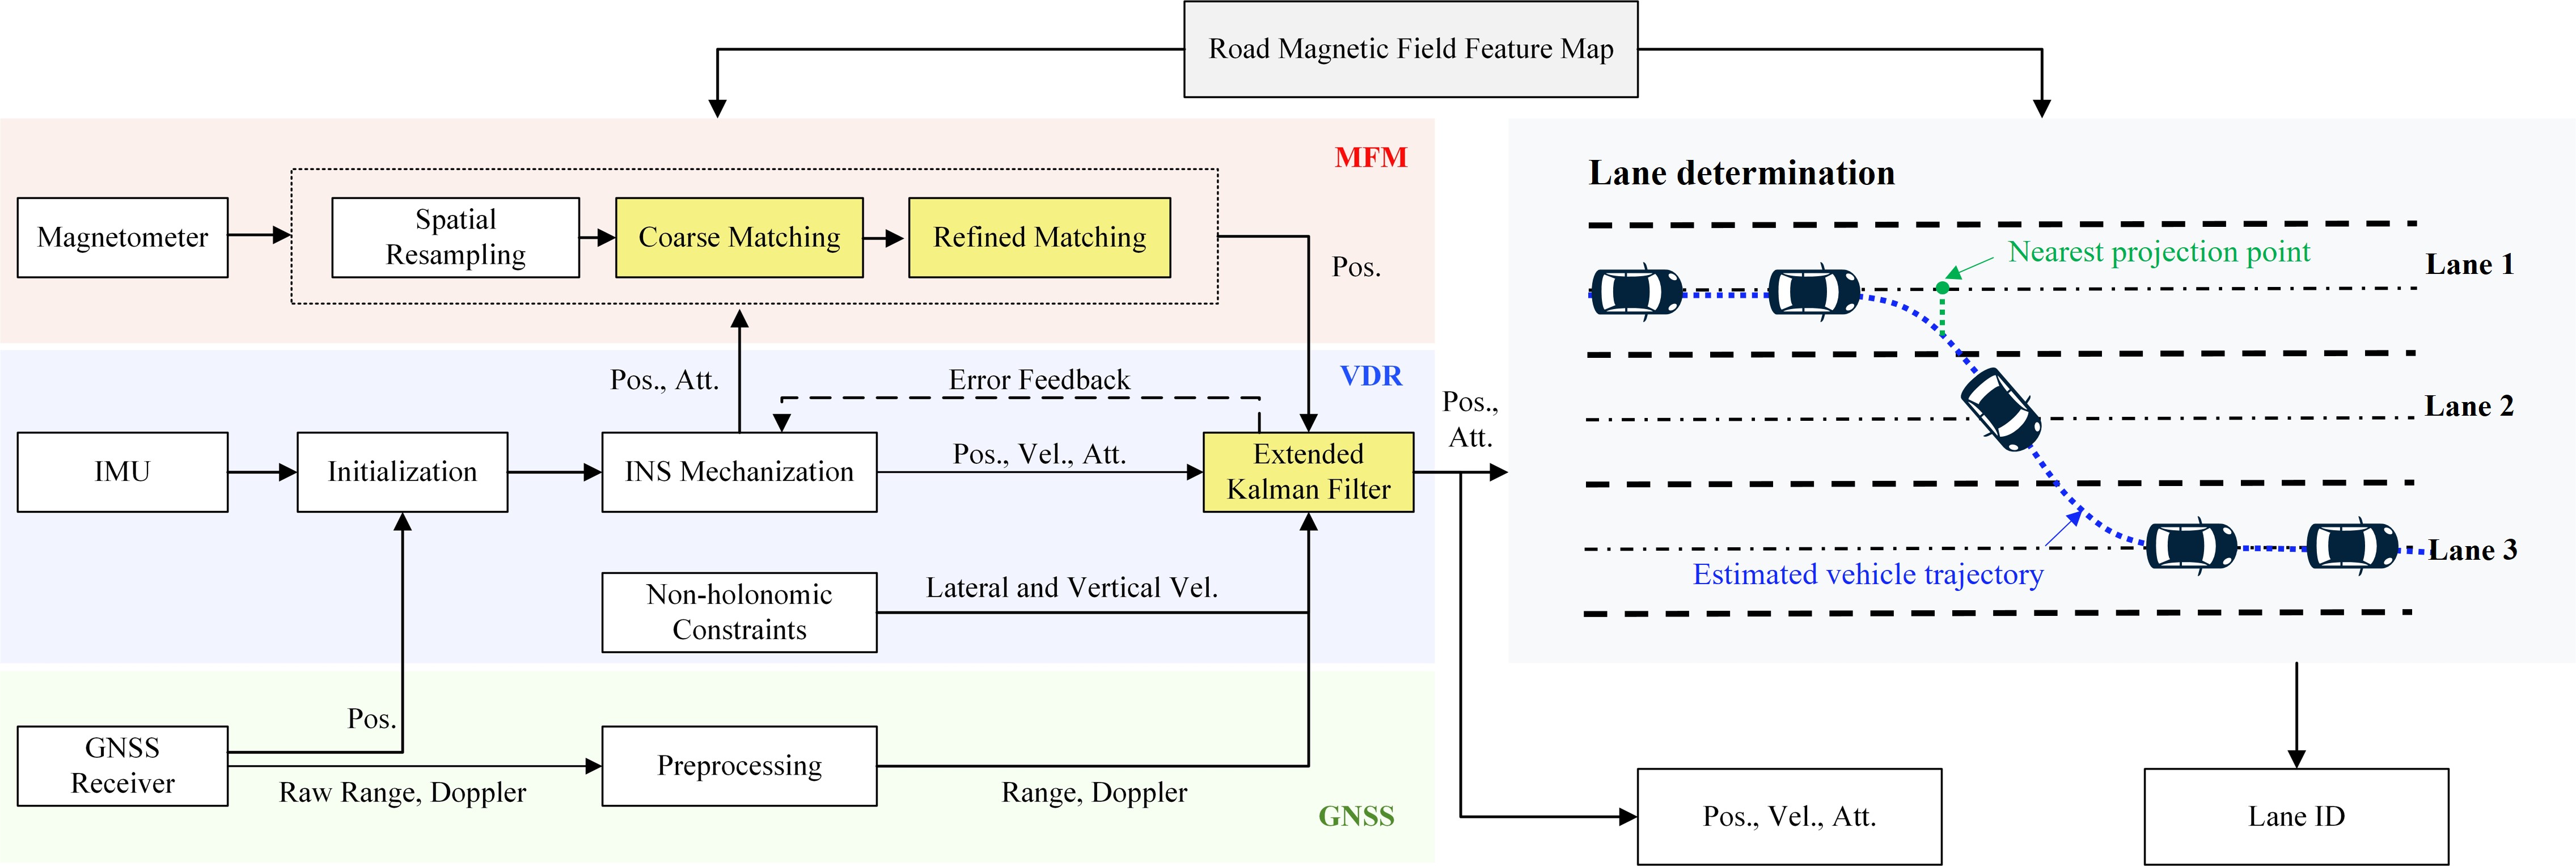 Road Magnetic Field Feature Map
MFM
Magnetometer
Spatial
Resampling
Coarse Matching
Refined Matching
Pos.
VDR
Pos., Att.
Error Feedback
IMU
Initialization
INS Mechanization
Pos., Vel., Att.
Extended
Kalman Filter
Pos.,
Att.
Non-holonomic
Constraints
Lateral and Vertical Vel.
Pos.
GNSS
Receiver
Raw Range, Doppler
Preprocessing
Range, Doppler
GNSS
Lane determination
Nearest projection point
Lane 1
Lane 2
Lane 3
Estimated vehicle trajectory
Pos., Vel., Att.
Lane ID